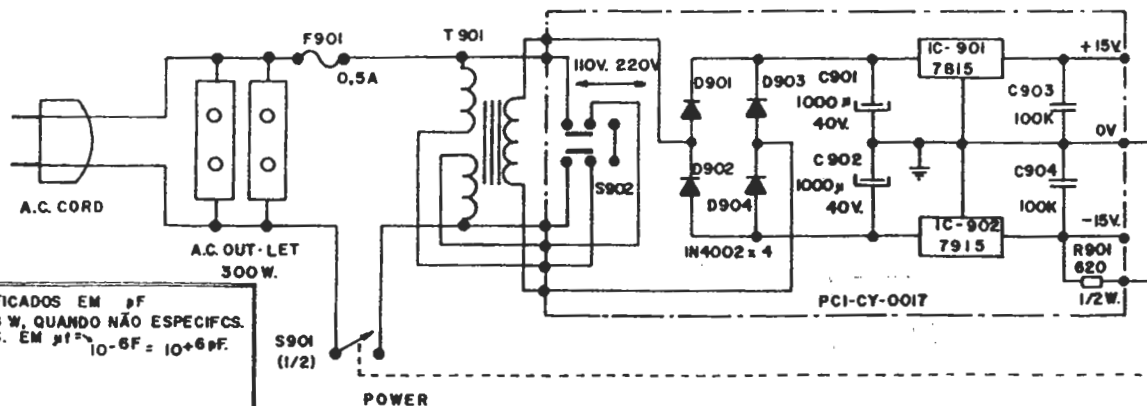 F901
0,5A
T901
110V. 220V
D901
D903
D902
D904
1N4002 x 4
C901
1000 µ
40V.
C902
1000µ
40V.
IC-901
7815
IC-902
7915
+15V.
C903
100K
0V
C904
100K
-15V.
R901
620
1/2W.
S902
PCI-CY-0017
A.C. CORD
A.C. OUT-LET
300W.
S901
(1/2)
POWER
TICADOS EM pF
W, QUANDO NÃO ESPECIFCS.
. EM µf= 10-6F = 10+6pF.